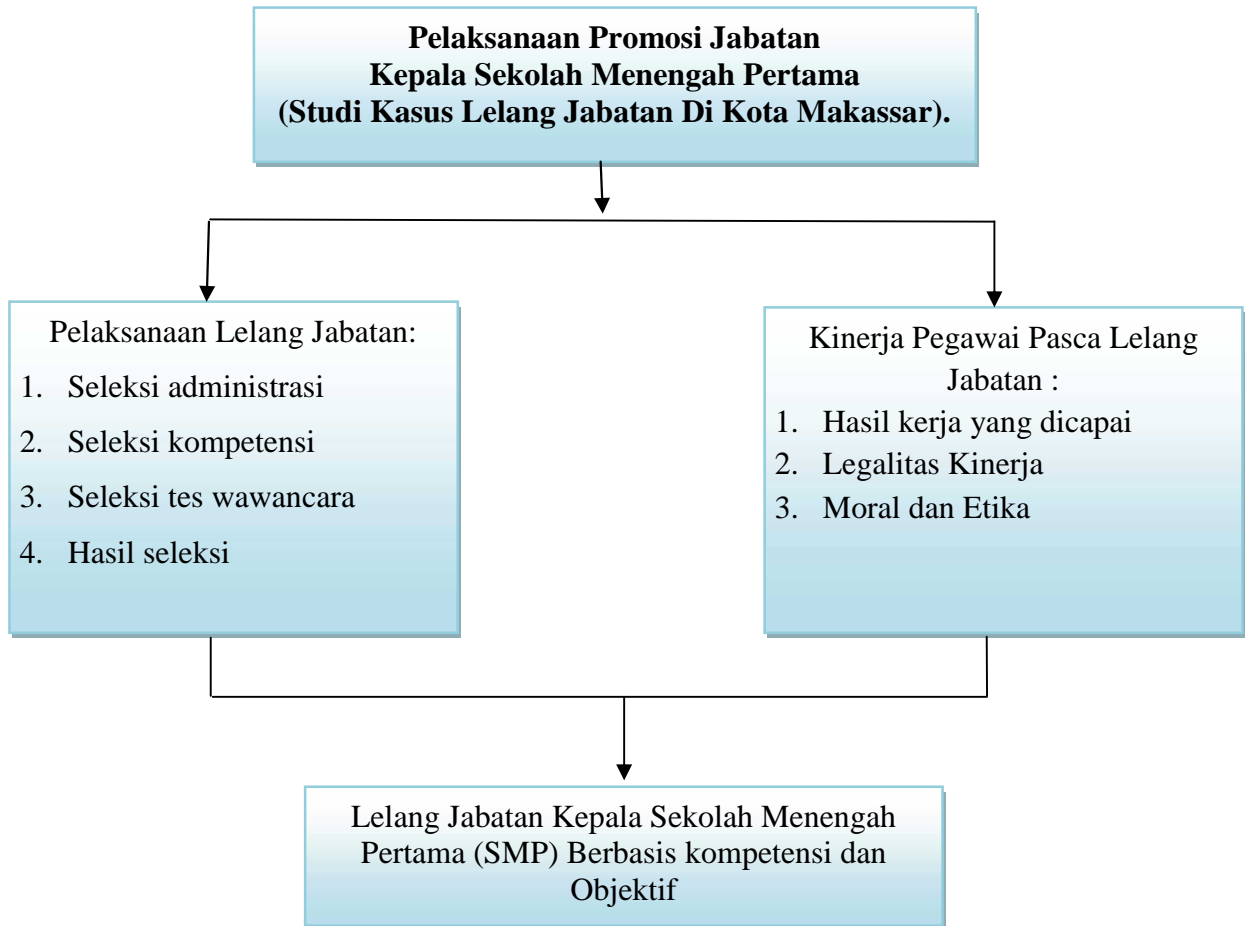 Pelaksanaan Promosi Jabatan
Kepala Sekolah Menengah Pertama
(Studi Kasus Lelang Jabatan Di Kota Makassar).
Pelaksanaan Lelang Jabatan:
1. Seleksi administrasi
2. Seleksi kompetensi
3. Seleksi tes wawancara
4. Hasil seleksi
Kinerja Pegawai Pasca Lelang
Jabatan :
1. Hasil kerja yang dicapai
2. Legalitas Kinerja
3. Moral dan Etika
Lelang Jabatan Kepala Sekolah Menengah
Pertama (SMP) Berbasis kompetensi dan
Objektif